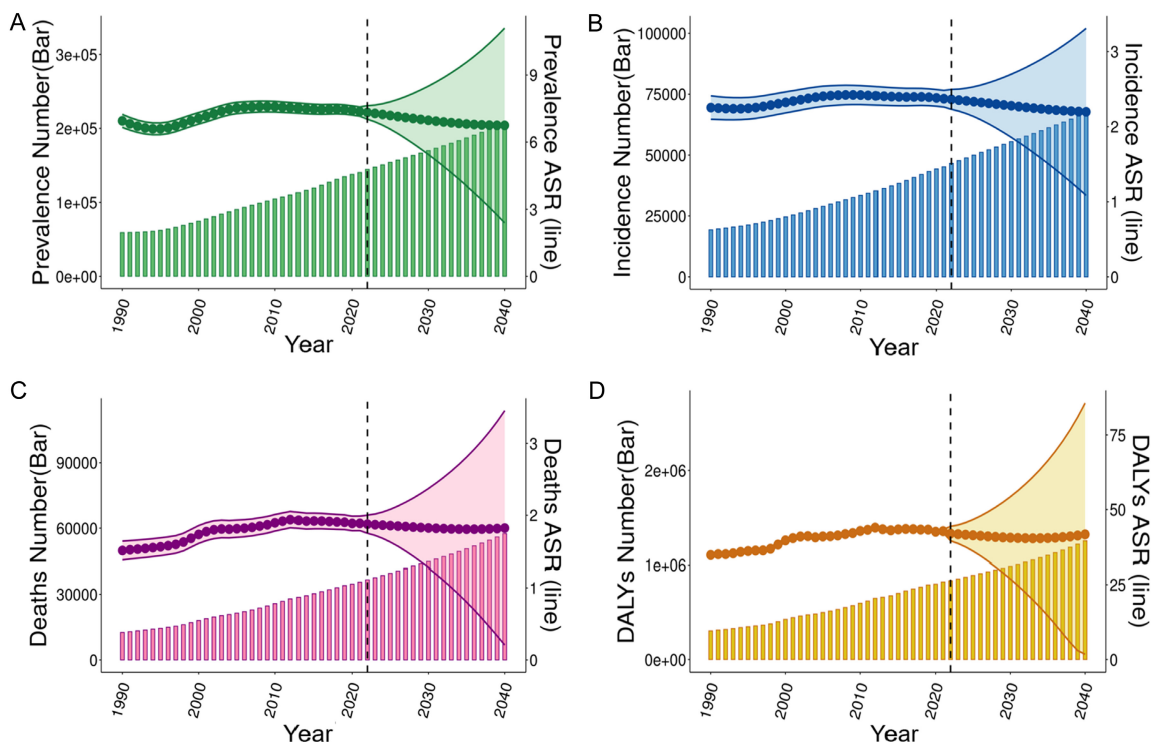 A
Prevalence Number(Bar)
3e+05
2e+05
1e+05
0e+00
9
6
3
0
Prevalence ASR (line)
1990
2000
2010
2020
2030
2040
Year
B
Incidence Number(Bar)
100000
75000
50000
25000
0
3
2
1
0
Incidence ASR (line)
1990
2000
2010
2020
2030
2040
Year
C
Deaths Number(Bar)
90000
60000
30000
0
3
2
1
0
Deaths ASR (line)
1990
2000
2010
2020
2030
2040
Year
D
DALYs Number(Bar)
2e+06
1e+06
0e+00
75
50
25
0
DALYs ASR (line)
1990
2000
2010
2020
2030
2040
Year